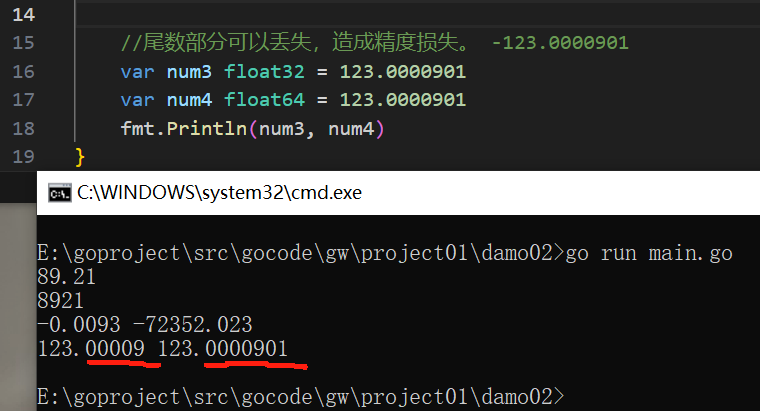 14
15 //尾数部分可以丢失，造成精度损失。 -123.0000901
16 var num3 float32 = 123.0000901
17 var num4 float64 = 123.0000901
18 fmt.Println(num3, num4)
19 }
C:\WINDOWS\system32\cmd.exe
E:\goproject\src\gocode\gw\project01\damo02>go run main.go
89.21
8921
-0.0093 -72352.023
123.00009 123.0000901
E:\goproject\src\gocode\gw\project01\damo02>